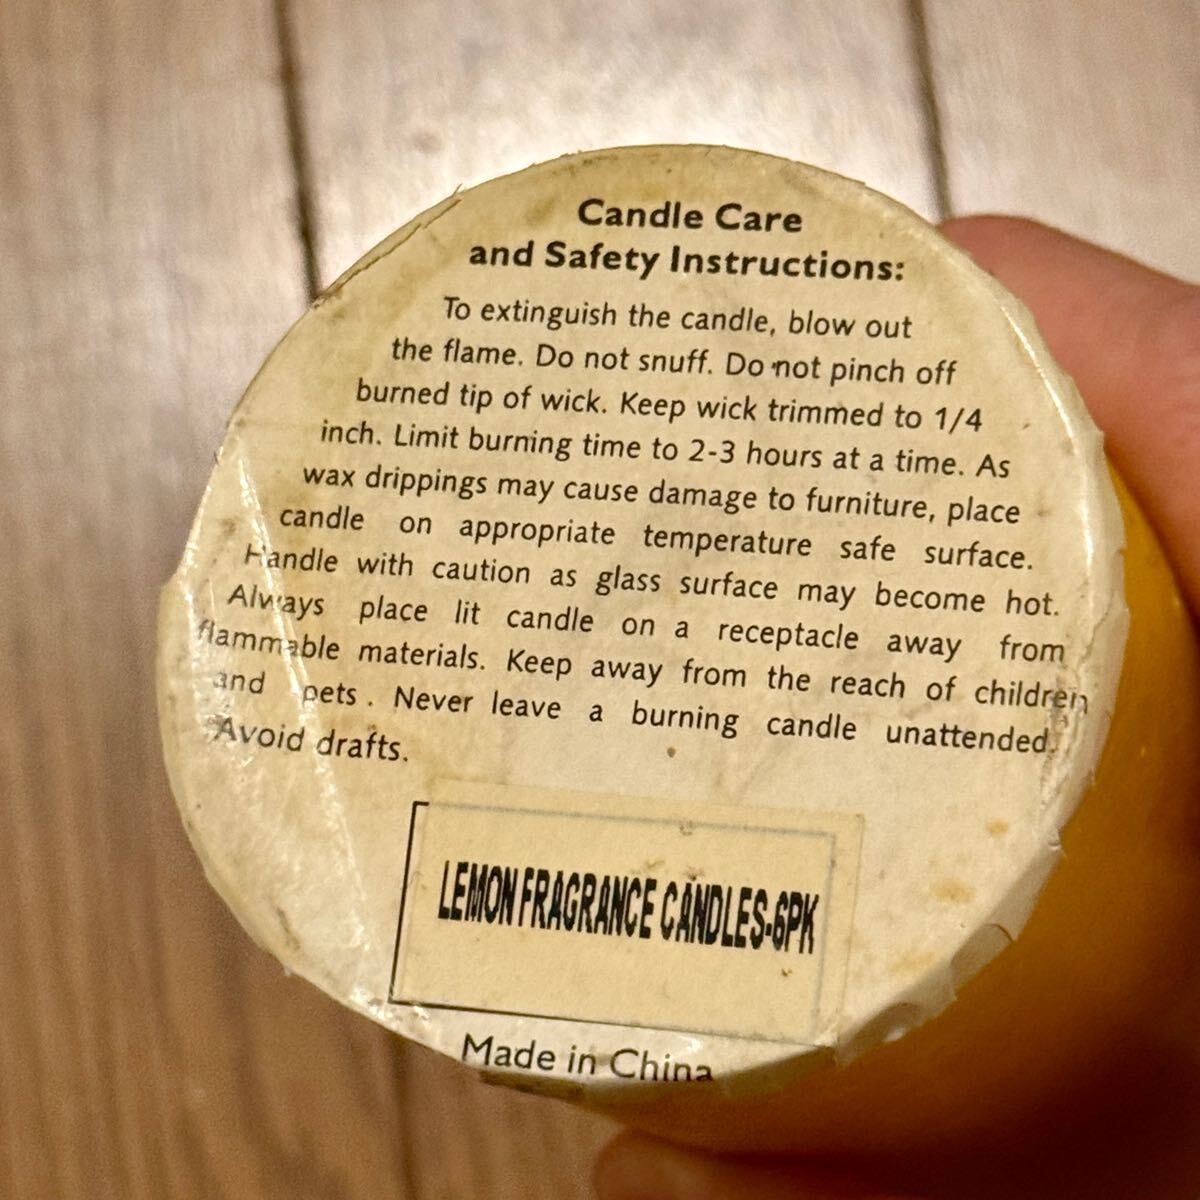 Candle Care
and Safety Instructions:
To extinguish the candle, blow out
the flame. Do not snuff. Do not pinch off
burned tip of wick. Keep wick trimmed to 1/4
inch. Limit burning time to 2-3 hours at a time. As
wax drippings may cause damage to furniture, place
candle on appropriate temperature safe surface.
Handle with caution as glass surface may become hot.
Always place lit candle on a receptacle away from
flammable materials. Keep away from the reach of children
and pets. Never leave a burning candle unattended.
Avoid drafts.
LEMON FRAGRANCE CANDLES-6PK
Made in China